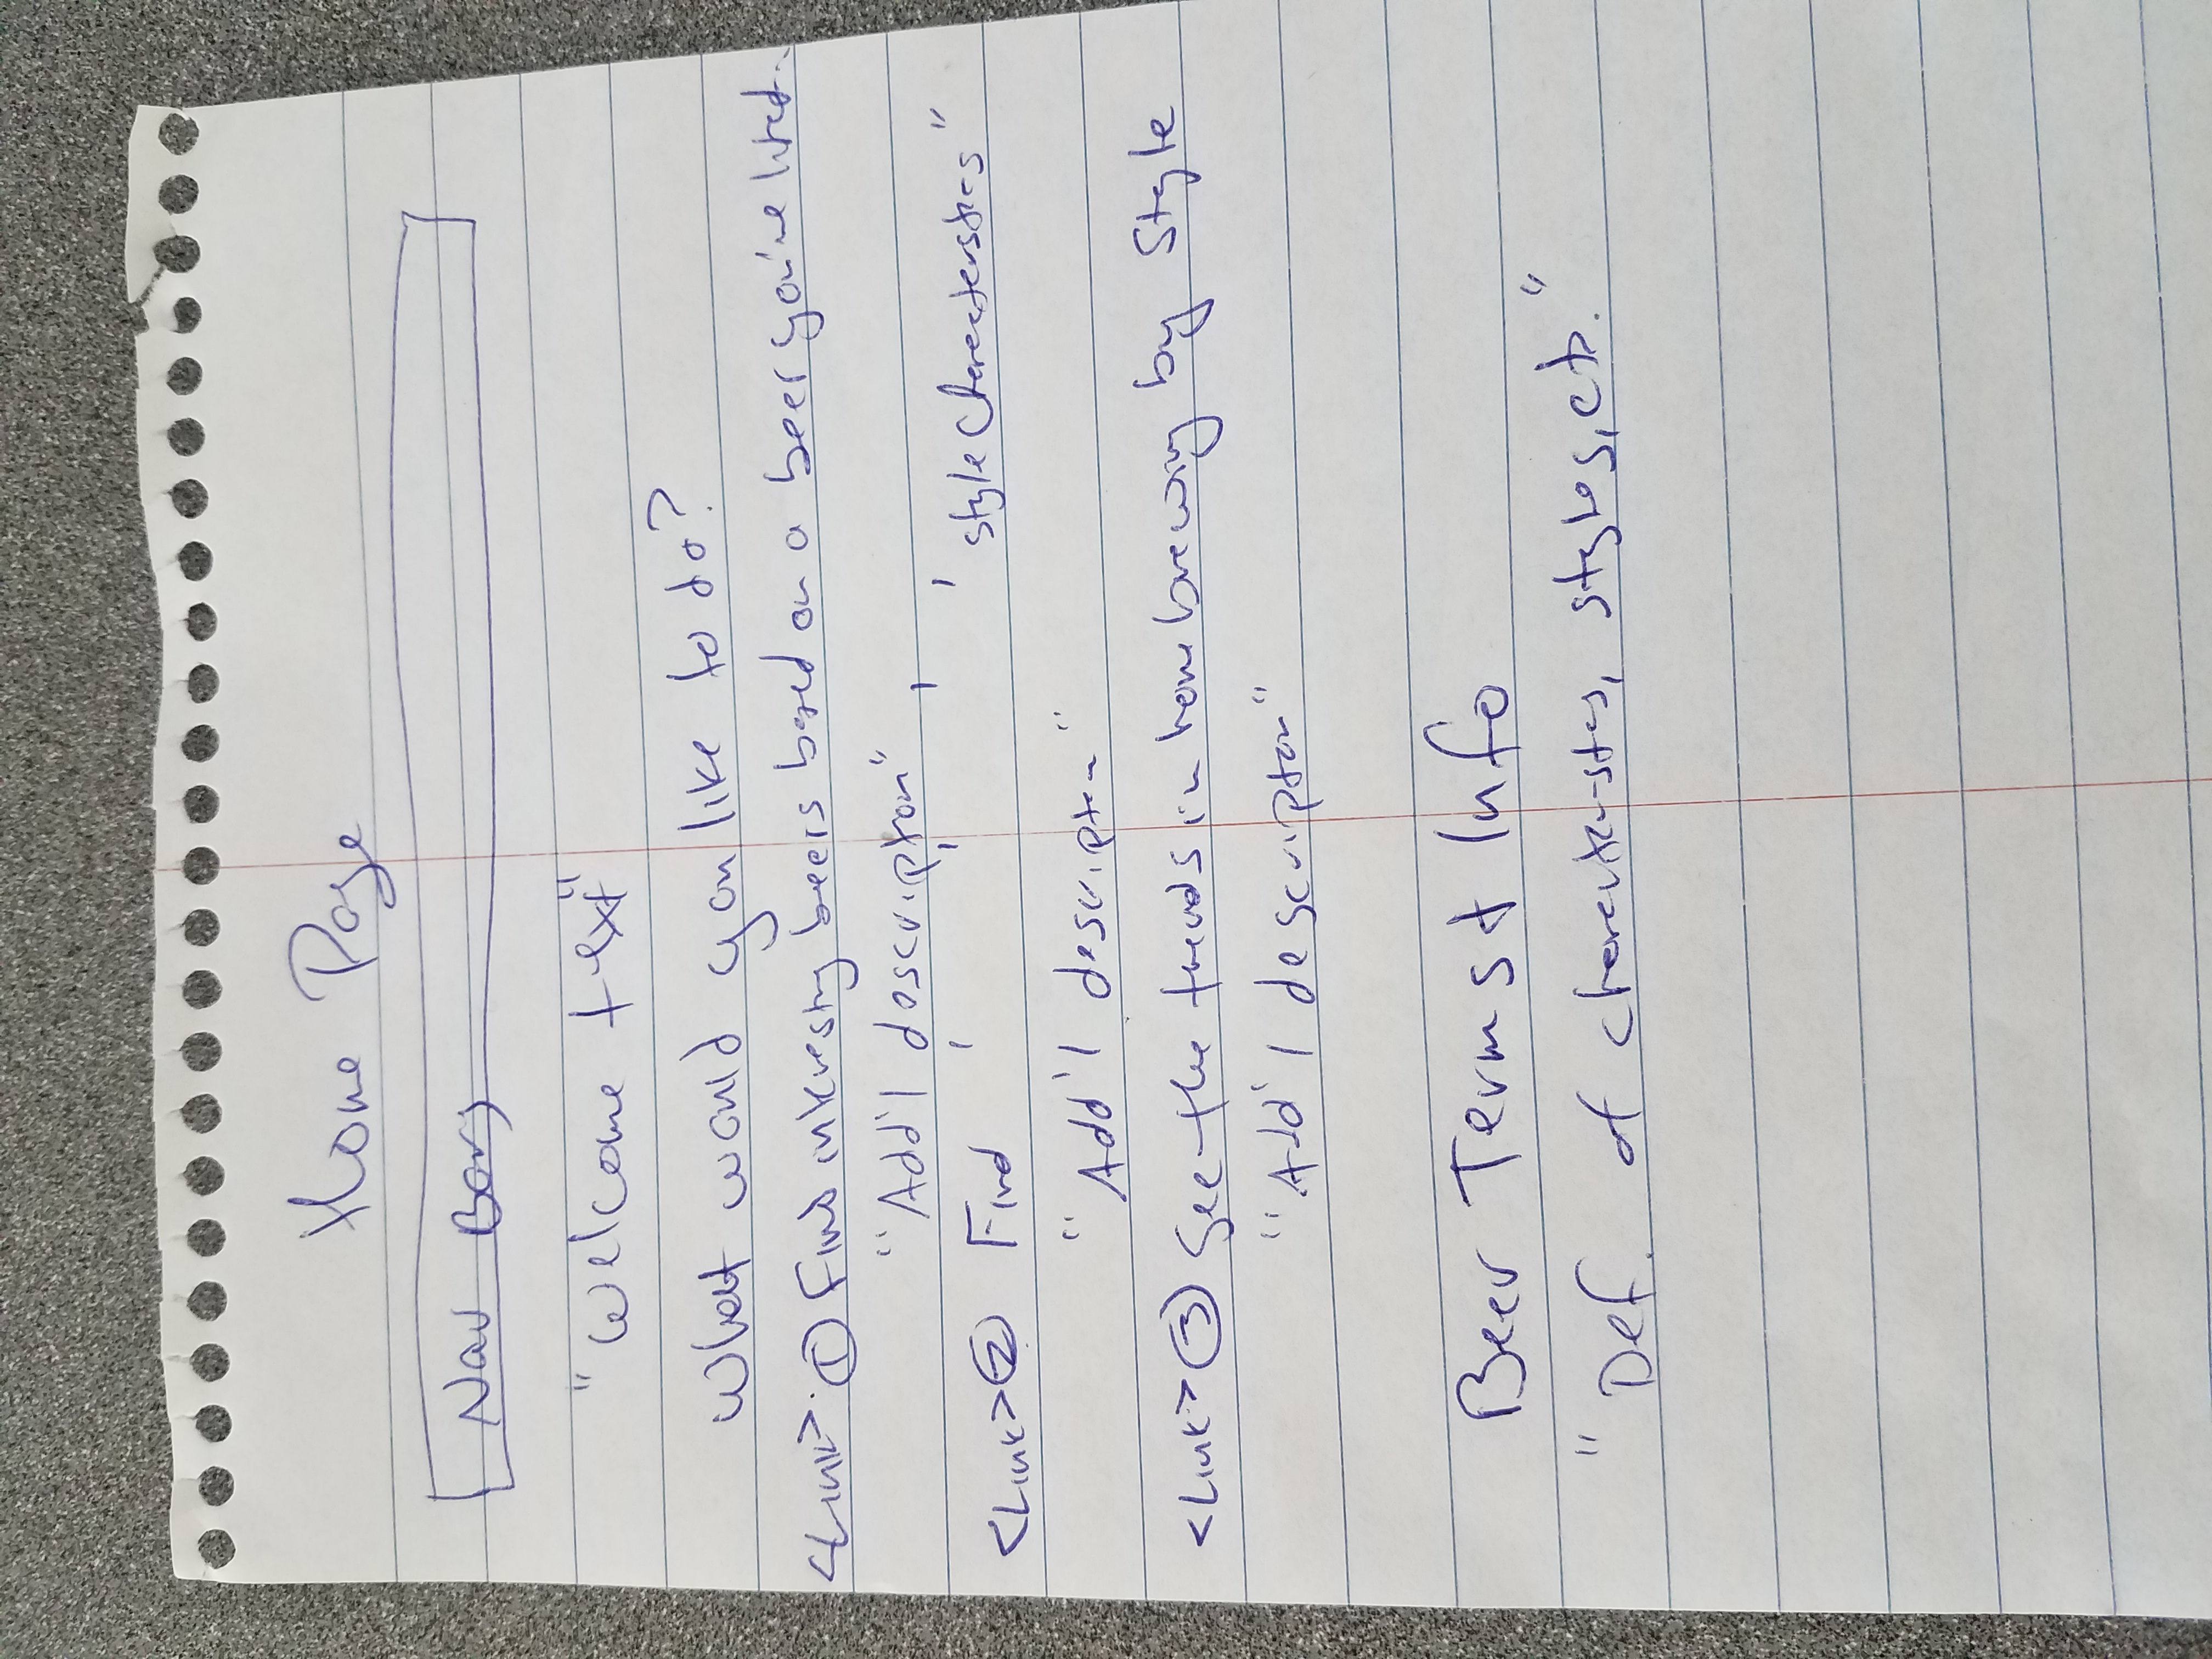 Home Page
Nav Bar
"Welcome text"
What would you like to do?
<Link> ① Find interesting beers based on a beer you've liked.
"Add'l description"
<Link> ② Find ' ' ' ' style characteristics"
"Add'l description"
<Link> ③ See the trends in homebrewing by style
"Add'l description"
Beer Terms + Info
"Def. of characteristics, styles, etc."